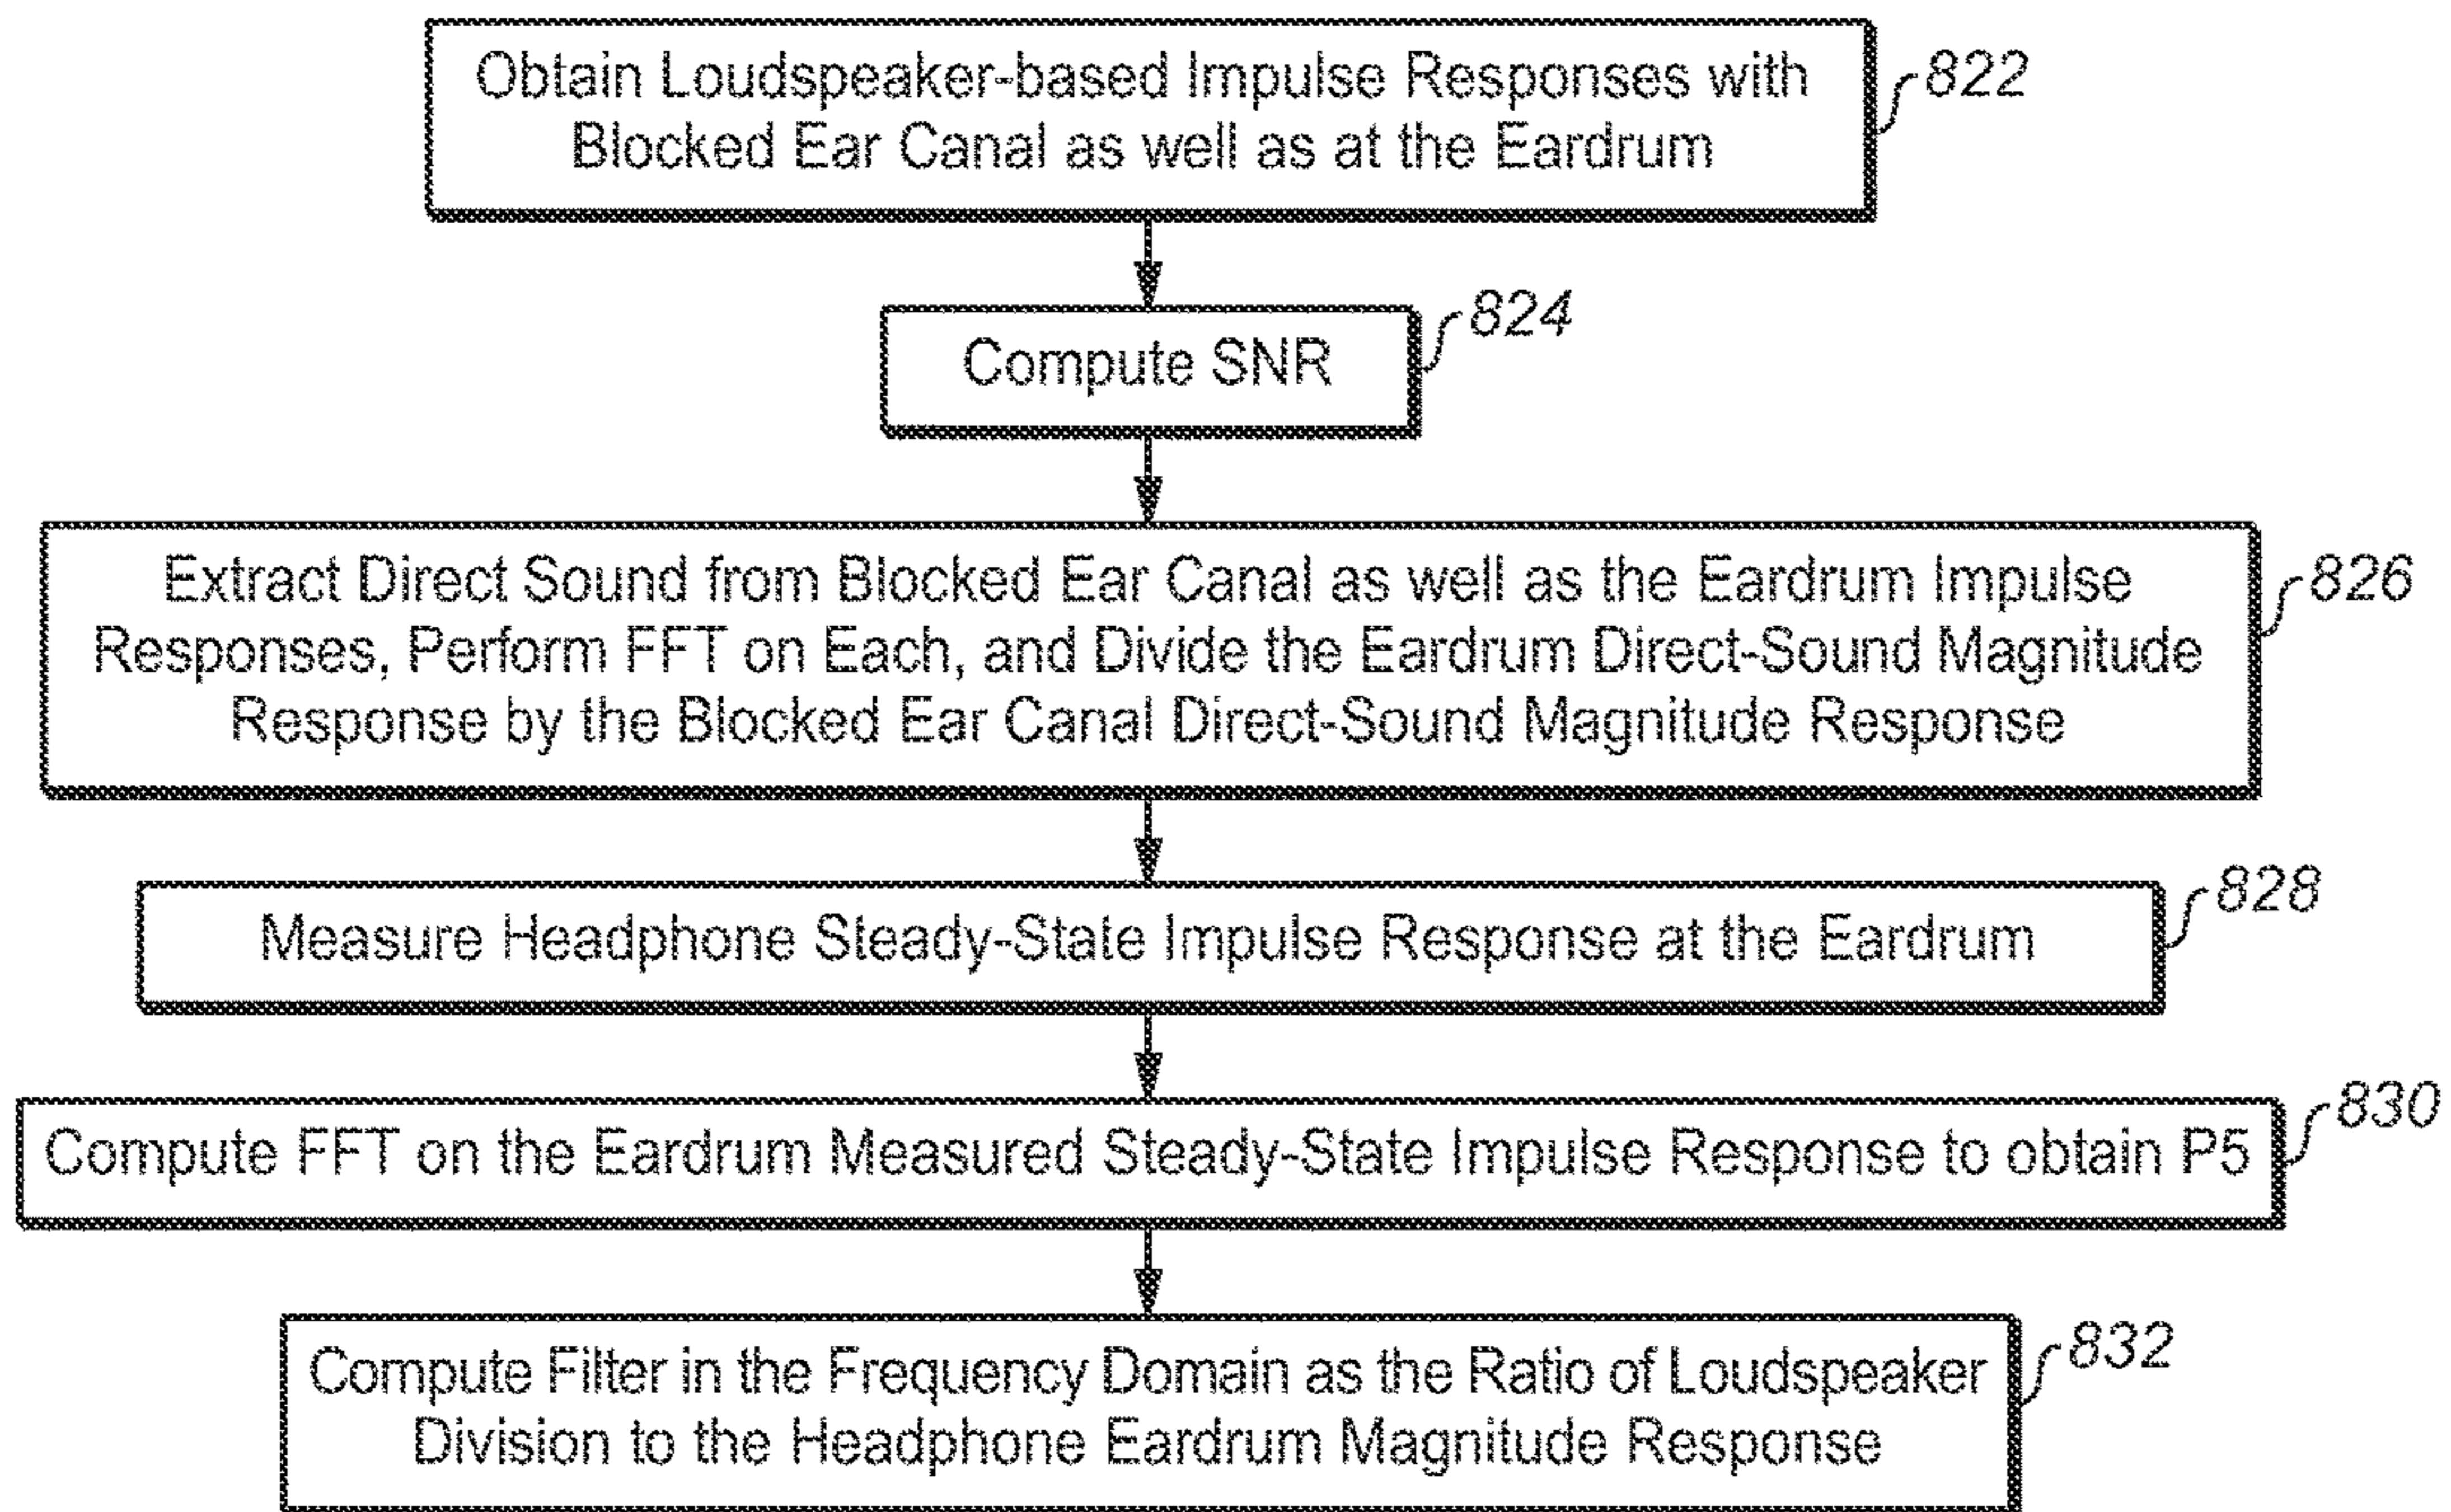 Obtain Loudspeaker-based Impulse Responses with
Blocked Ear Canal as well as at the Eardrum
822
824
Compute SNR
Extract Direct Sound from Blocked Ear Canal as well as the Eardrum Impulse
Responses, Perform FFT on Each, and Divide the Eardrum Direct-Sound Magnitude
Response by the Blocked Ear Canal Direct-Sound Magnitude Response
826
Measure Headphone Steady-State Impulse Response at the Eardrum
828
Compute FFT on the Eardrum Measured Steady-State Impulse Response to obtain P5
830
Compute Filter in the Frequency Domain as the Ratio of Loudspeaker
Division to the Headphone Eardrum Magnitude Response
832